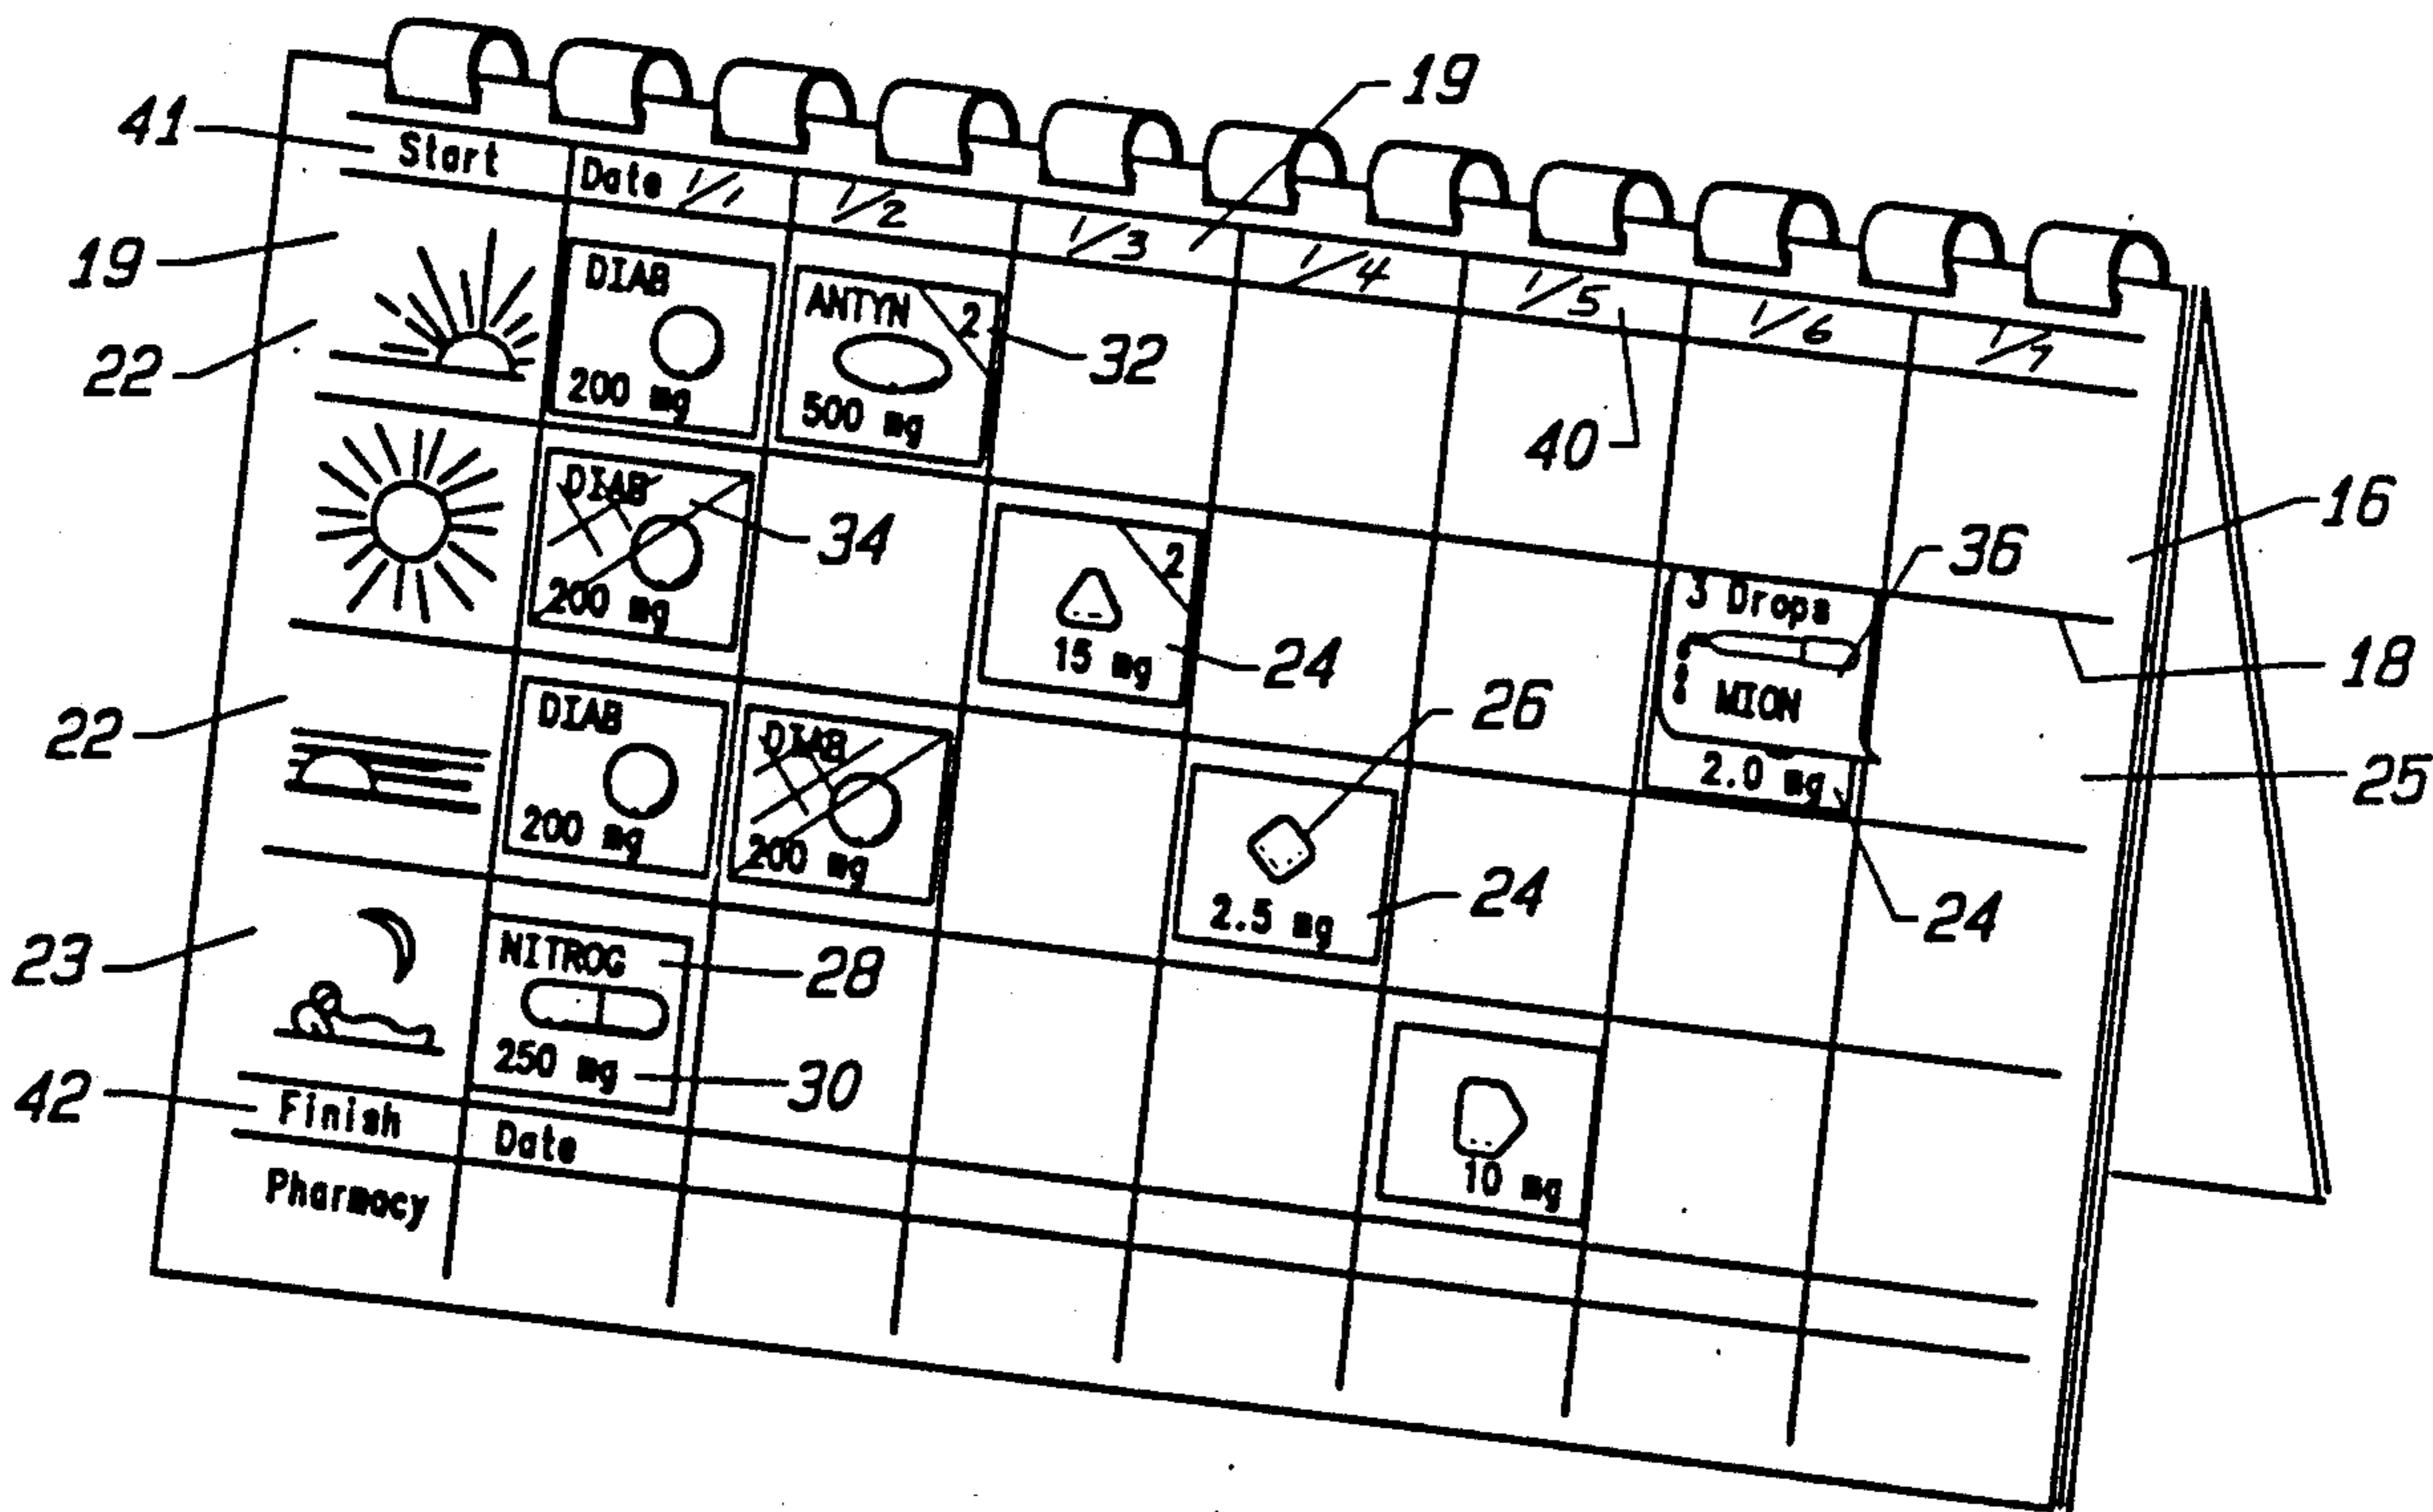 19
41
Start Date 1/1 1/2 1/3 1/4 1/5 1/6 1/7
19
22
DIAB
200 mg
ANTYN
2
500 mg
32
40
DIAB
200 mg
34
2
15 mg
24
3 Drops
MION
2.0 mg
36
16
18
22
DIAB
200 mg
DIAB
200 mg
26
2.5 mg
24
24
25
23
NITROG
250 mg
28
30
10 mg
42
Finish Date
Pharmacy